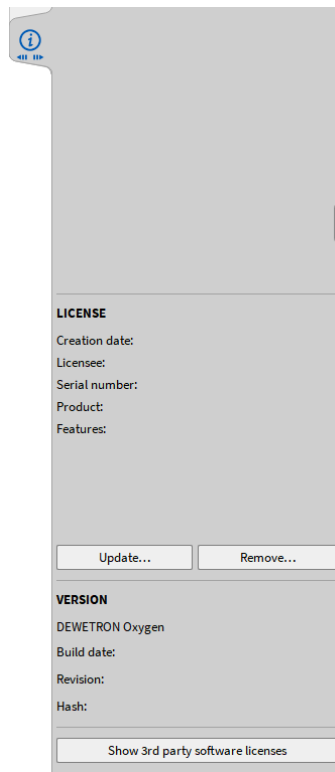 LICENSE
Creation date:
Licensee:
Serial number:
Product:
Features:
Update... Remove...
VERSION
DEWETRON Oxygen
Build date:
Revision:
Hash:
Show 3rd party software licenses